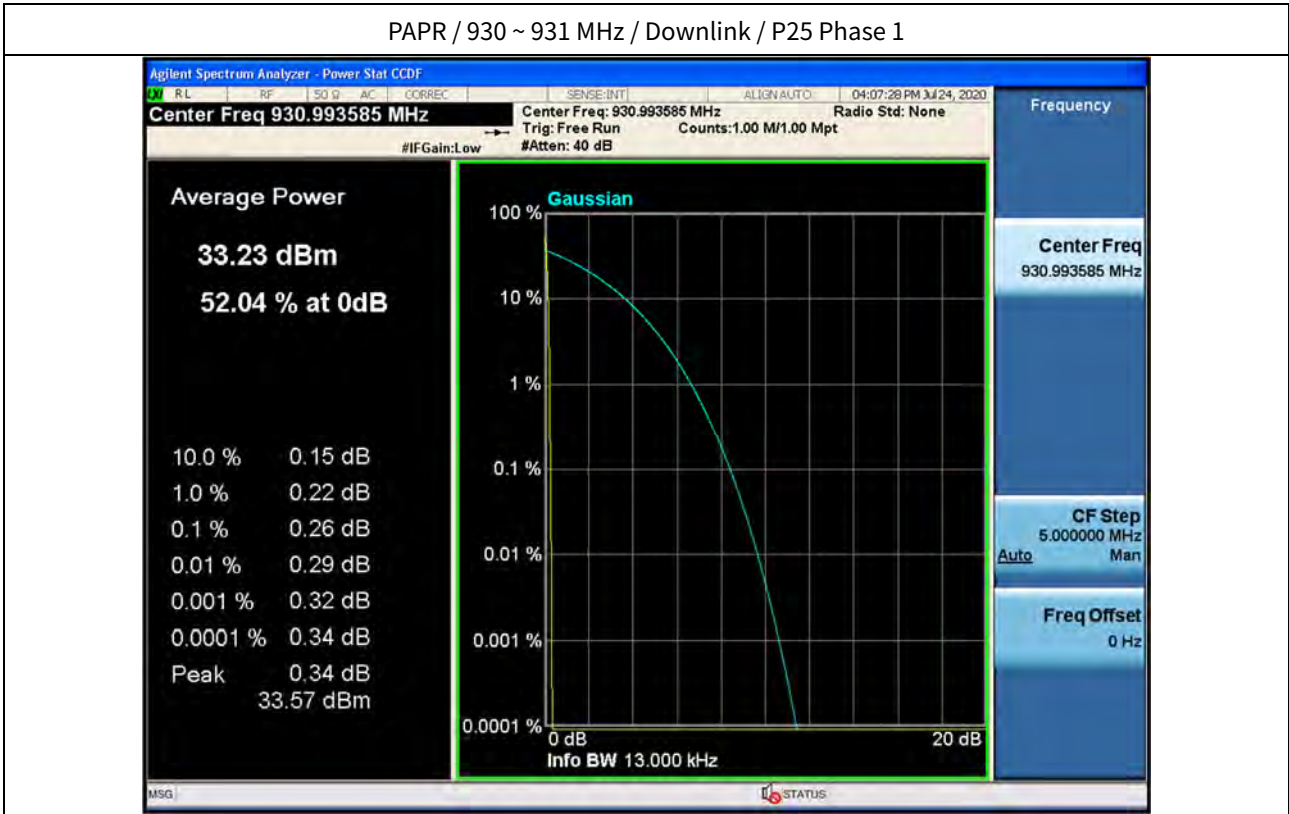 PAPR / 930 ~ 931 MHz / Downlink / P25 Phase 1
Agilent Spectrum Analyzer - Power Stat CCDF
LXI RL RF 50 Ω AC CORREC SENSE:INT ALIGN AUTO 04:07:28 PM Jul 24, 2020
Center Freq 930.993585 MHz
Center Freq: 930.993585 MHz Radio Std: None
Trig: Free Run Counts:1.00 M/1.00 Mpt
#IFGain:Low #Atten: 40 dB
Frequency
Average Power
33.23 dBm
52.04 % at 0dB
10.0 % 0.15 dB
1.0 % 0.22 dB
0.1 % 0.26 dB
0.01 % 0.29 dB
0.001 % 0.32 dB
0.0001 % 0.34 dB
Peak 0.34 dB
33.57 dBm
Gaussian
100 %
10 %
1 %
0.1 %
0.01 %
0.001 %
0.0001 %
0 dB 20 dB
Info BW 13.000 kHz
Center Freq
930.993585 MHz
CF Step
5.000000 MHz
Auto Man
Freq Offset
0 Hz
MSG STATUS